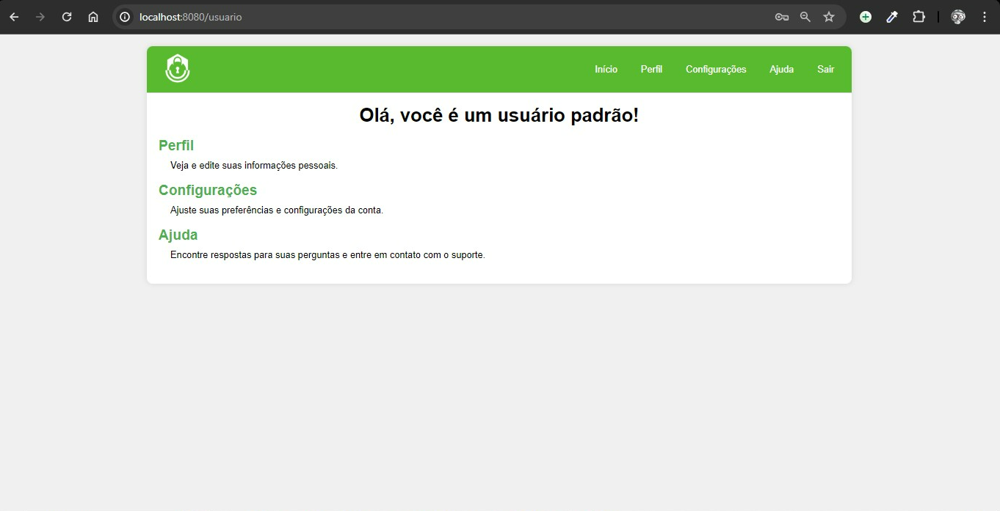 localhost:8080/usuario
Início Perfil Configurações Ajuda Sair
Olá, você é um usuário padrão!
Perfil
Veja e edite suas informações pessoais.
Configurações
Ajuste suas preferências e configurações da conta.
Ajuda
Encontre respostas para suas perguntas e entre em contato com o suporte.